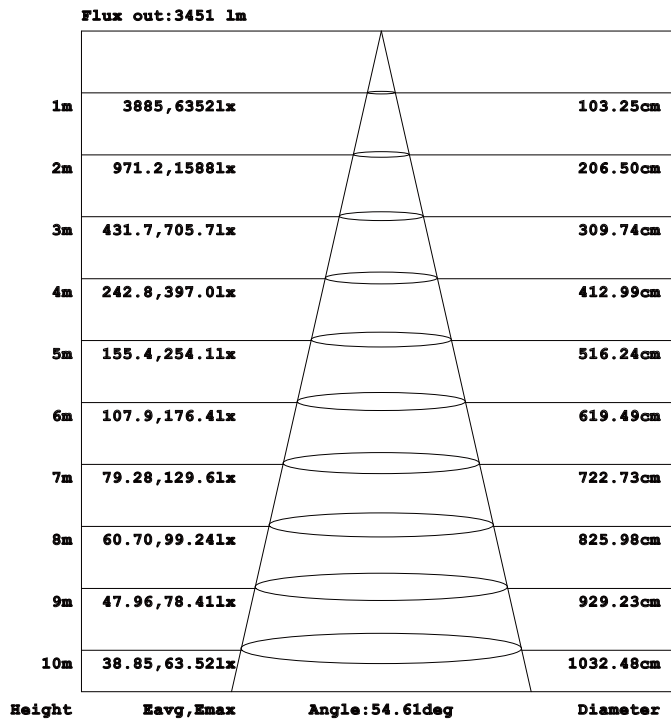 Flux out:3451 lm
1m 3885,6352lx 103.25cm
2m 971.2,1588lx 206.50cm
3m 431.7,705.7lx 309.74cm
4m 242.8,397.0lx 412.99cm
5m 155.4,254.1lx 516.24cm
6m 107.9,176.4lx 619.49cm
7m 79.28,129.6lx 722.73cm
8m 60.70,99.24lx 825.98cm
9m 47.96,78.41lx 929.23cm
10m 38.85,63.52lx 1032.48cm
Height Eavg,Emax Angle:54.61deg Diameter